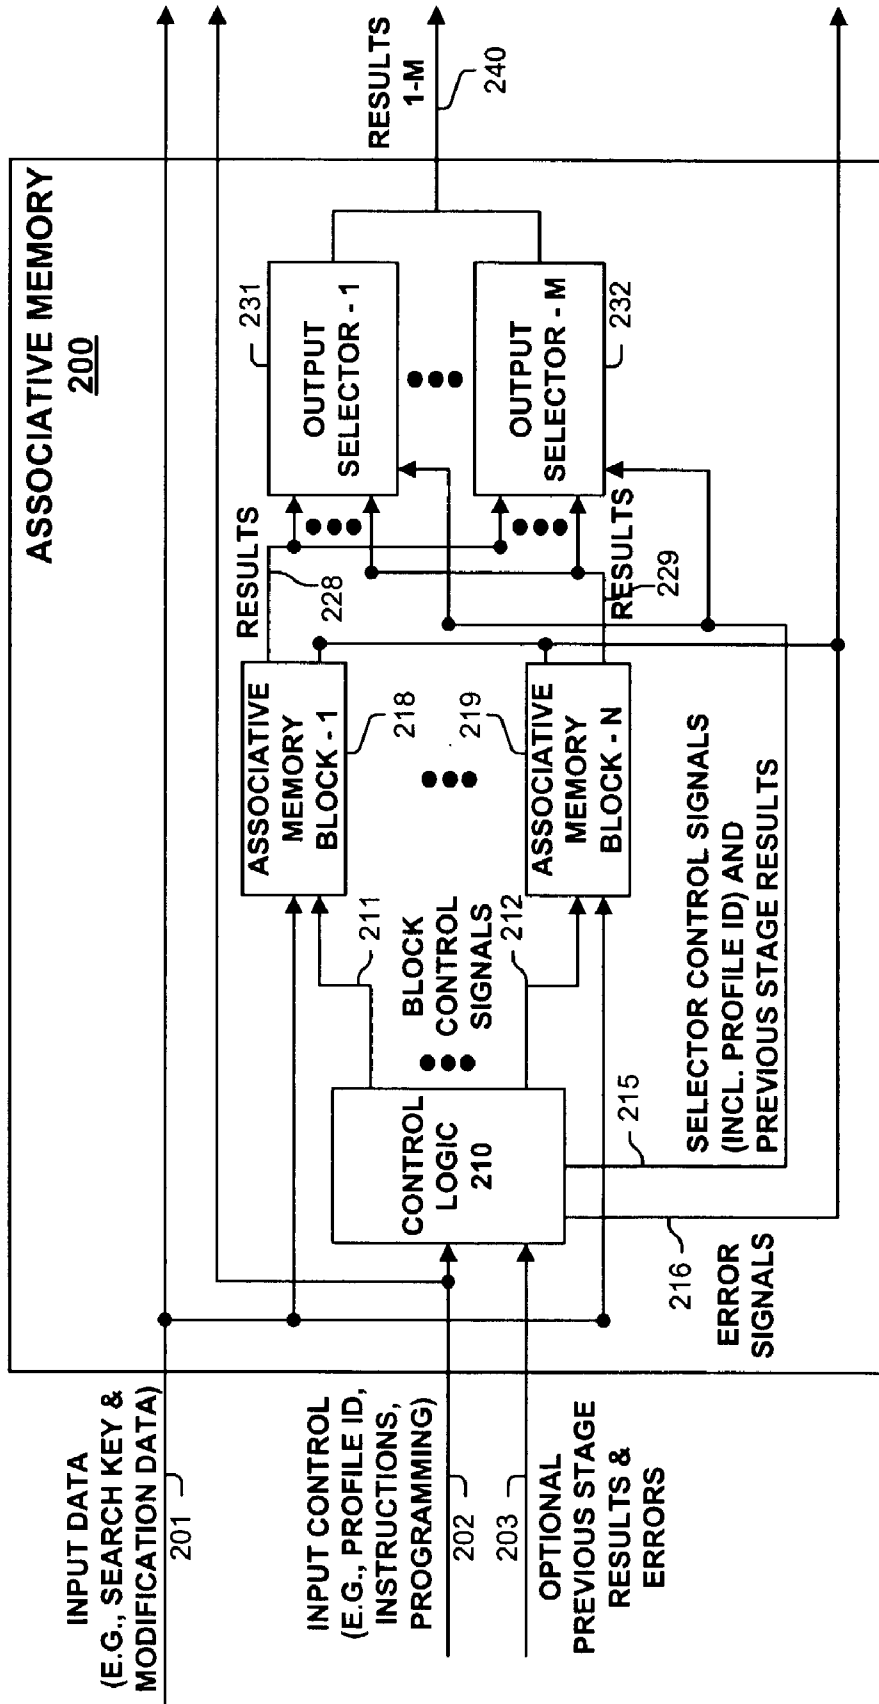 ASSOCIATIVE MEMORY
200
INPUT DATA
(E.G., SEARCH KEY &
MODIFICATION DATA)
201
INPUT CONTROL
(E.G., PROFILE ID,
INSTRUCTIONS,
PROGRAMMING)
202
203
OPTIONAL
PREVIOUS STAGE
RESULTS &
ERRORS
CONTROL
LOGIC
210
211
BLOCK
CONTROL
SIGNALS
212
215
216
ERROR
SIGNALS
SELECTOR CONTROL SIGNALS
(INCL. PROFILE ID) AND
PREVIOUS STAGE RESULTS
ASSOCIATIVE
MEMORY
BLOCK - 1
218
219
ASSOCIATIVE
MEMORY
BLOCK - N
RESULTS
228
RESULTS
229
231
OUTPUT
SELECTOR - 1
OUTPUT
SELECTOR - M
232
RESULTS
1-M
240